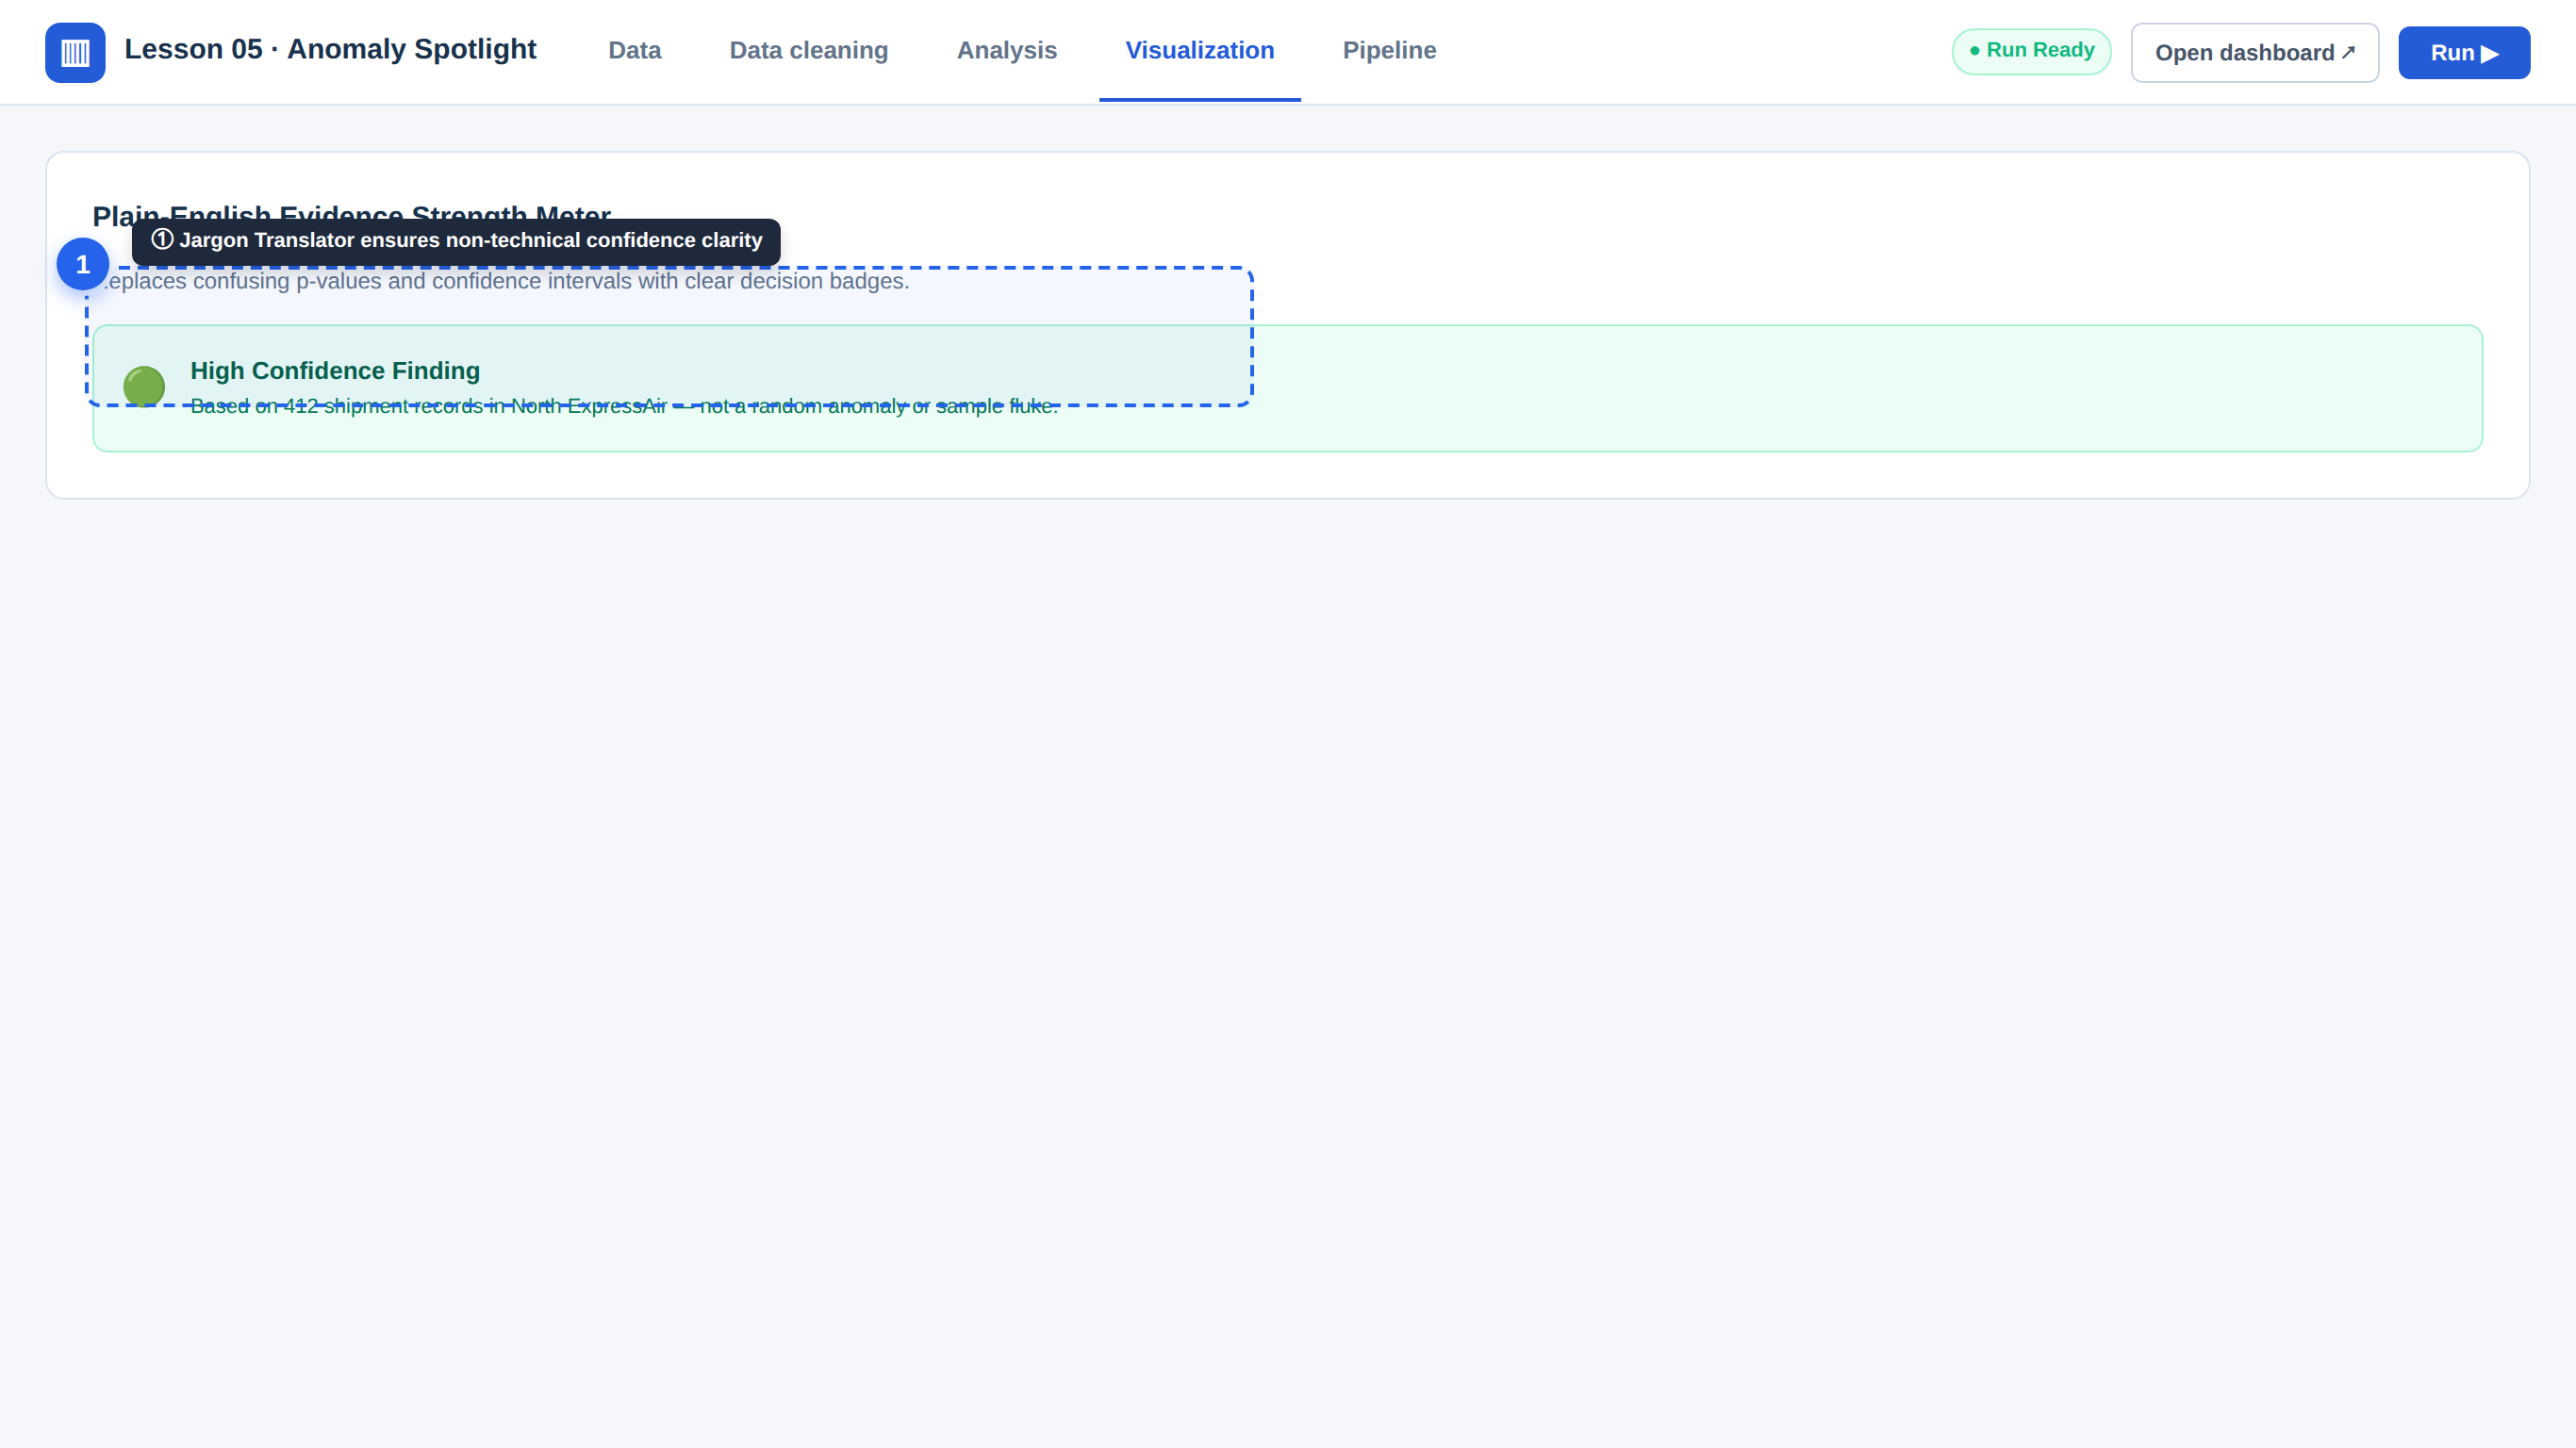 Lesson 05 · Anomaly Spotlight
Data
Data cleaning
Analysis
Visualization
Pipeline
● Run Ready
Open dashboard ↗
Run ▶
Plain-English Evidence Strength Meter
① Jargon Translator ensures non-technical confidence clarity
1
confusing p-values and confidence intervals with clear decision badges.
High Confidence Finding
Based on 412 shipment records in North ExpressAir — not a random anomaly or sample fluke.